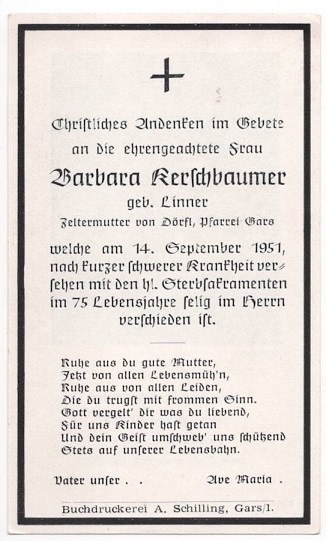 Christliches Andenken im Gebete
an die ehrengeachtete Frau
Barbara Kerschbaumer
geb. Linner
Zeltermutter von Dörfl, Pfarrei Gars
welche am 14. September 1951,
nach kurzer schwerer Krankheit ver-
sehen mit den hl. Sterbsakramenten
im 75 Lebensjahre selig im Herrn
verschieden ist.
Ruhe aus du gute Mutter,
Jetzt von allen Lebensmüh'n,
Ruhe aus von allen Leiden,
Die du trugst mit frommen Sinn.
Gott vergelt' dir was du liebend,
Für uns Kinder hast getan
Und dein Geist umschweb' uns schützend
Stets auf unserer Lebensbahn.
Vater unser . . Ave Maria .
Buchdruckerei A. Schilling, Gars/I.